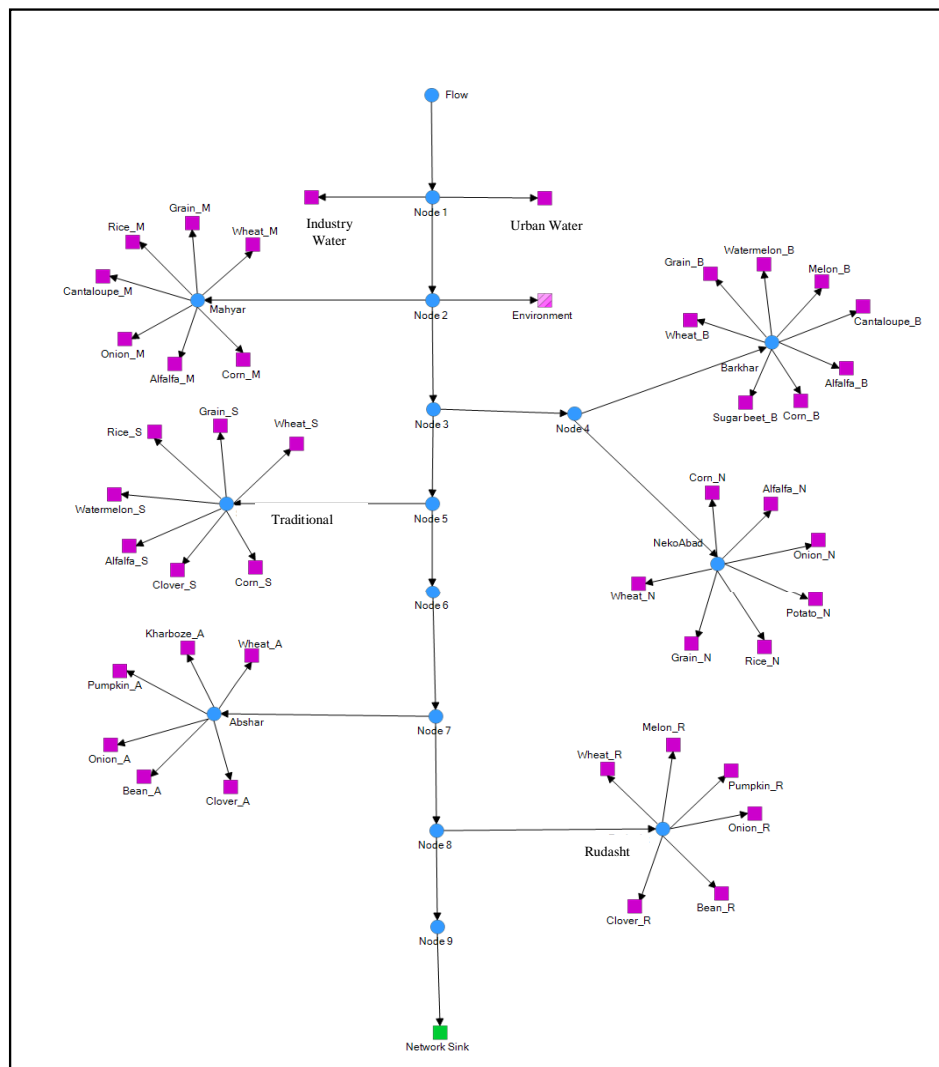 Flow
Node 1
Industry
Water
Urban Water
Grain_M
Rice_M
Wheat_M
Cantaloupe_M
Mahyar
Onion_M
Alfalfa_M
Corn_M
Node 2
Environment
Watermelon_B
Grain_B
Melon_B
Cantaloupe_B
Wheat_B
Barkhar
Alfalfa_B
Sugarbeet_B
Corn_B
Node 3
Node 4
Grain_S
Rice_S
Wheat_S
Watermelon_S
Traditional
Node 5
Alfalfa_S
Clover_S
Corn_S
Corn_N
Alfalfa_N
NekoAbad
Onion_N
Wheat_N
Potato_N
Grain_N
Rice_N
Node 6
Kharboze_A
Wheat_A
Pumpkin_A
Abshar
Node 7
Onion_A
Bean_A
Clover_A
Melon_R
Wheat_R
Pumpkin_R
Onion_R
Node 8
Rudasht
Clover_R
Bean_R
Node 9
Network Sink